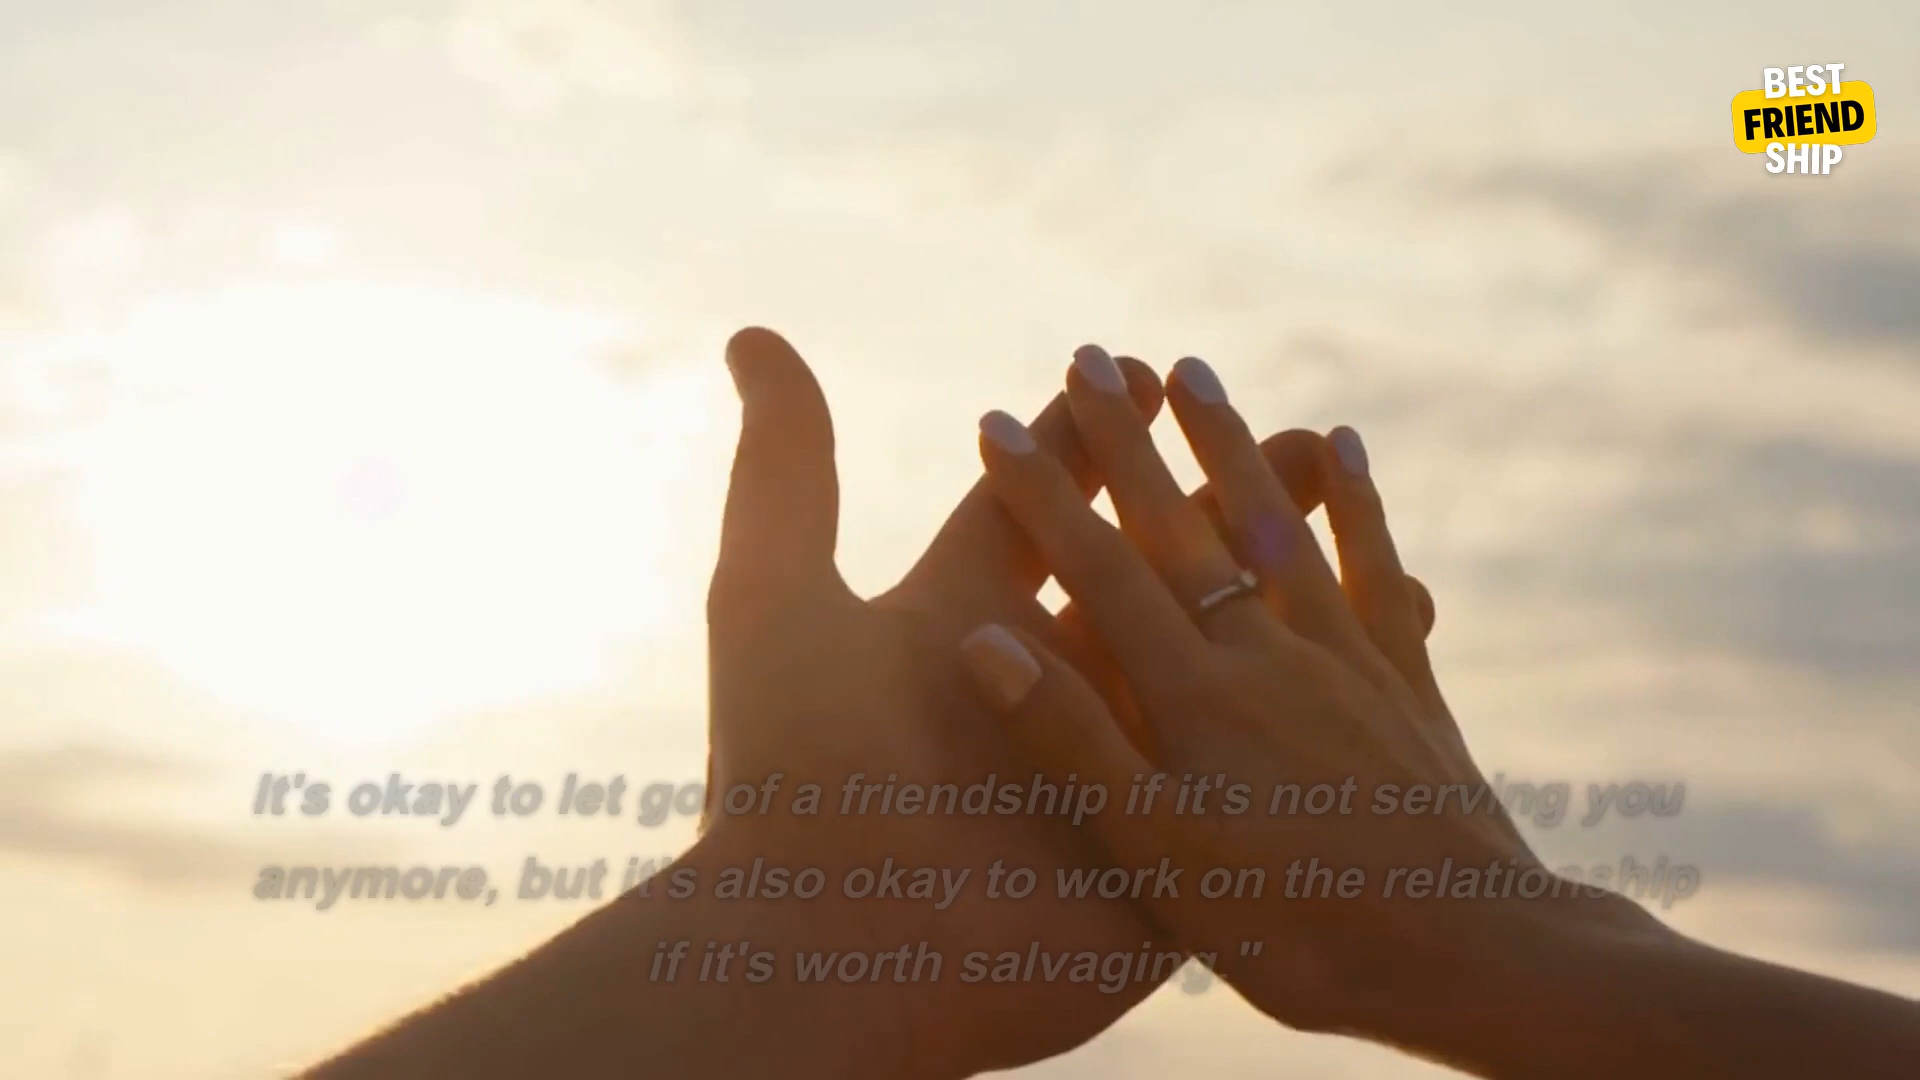 BEST
FRIEND
SHIP
It's okay to let go of a friendship if it's not serving you
anymore, but it's also okay to work on the relationship
if it's worth salvaging."